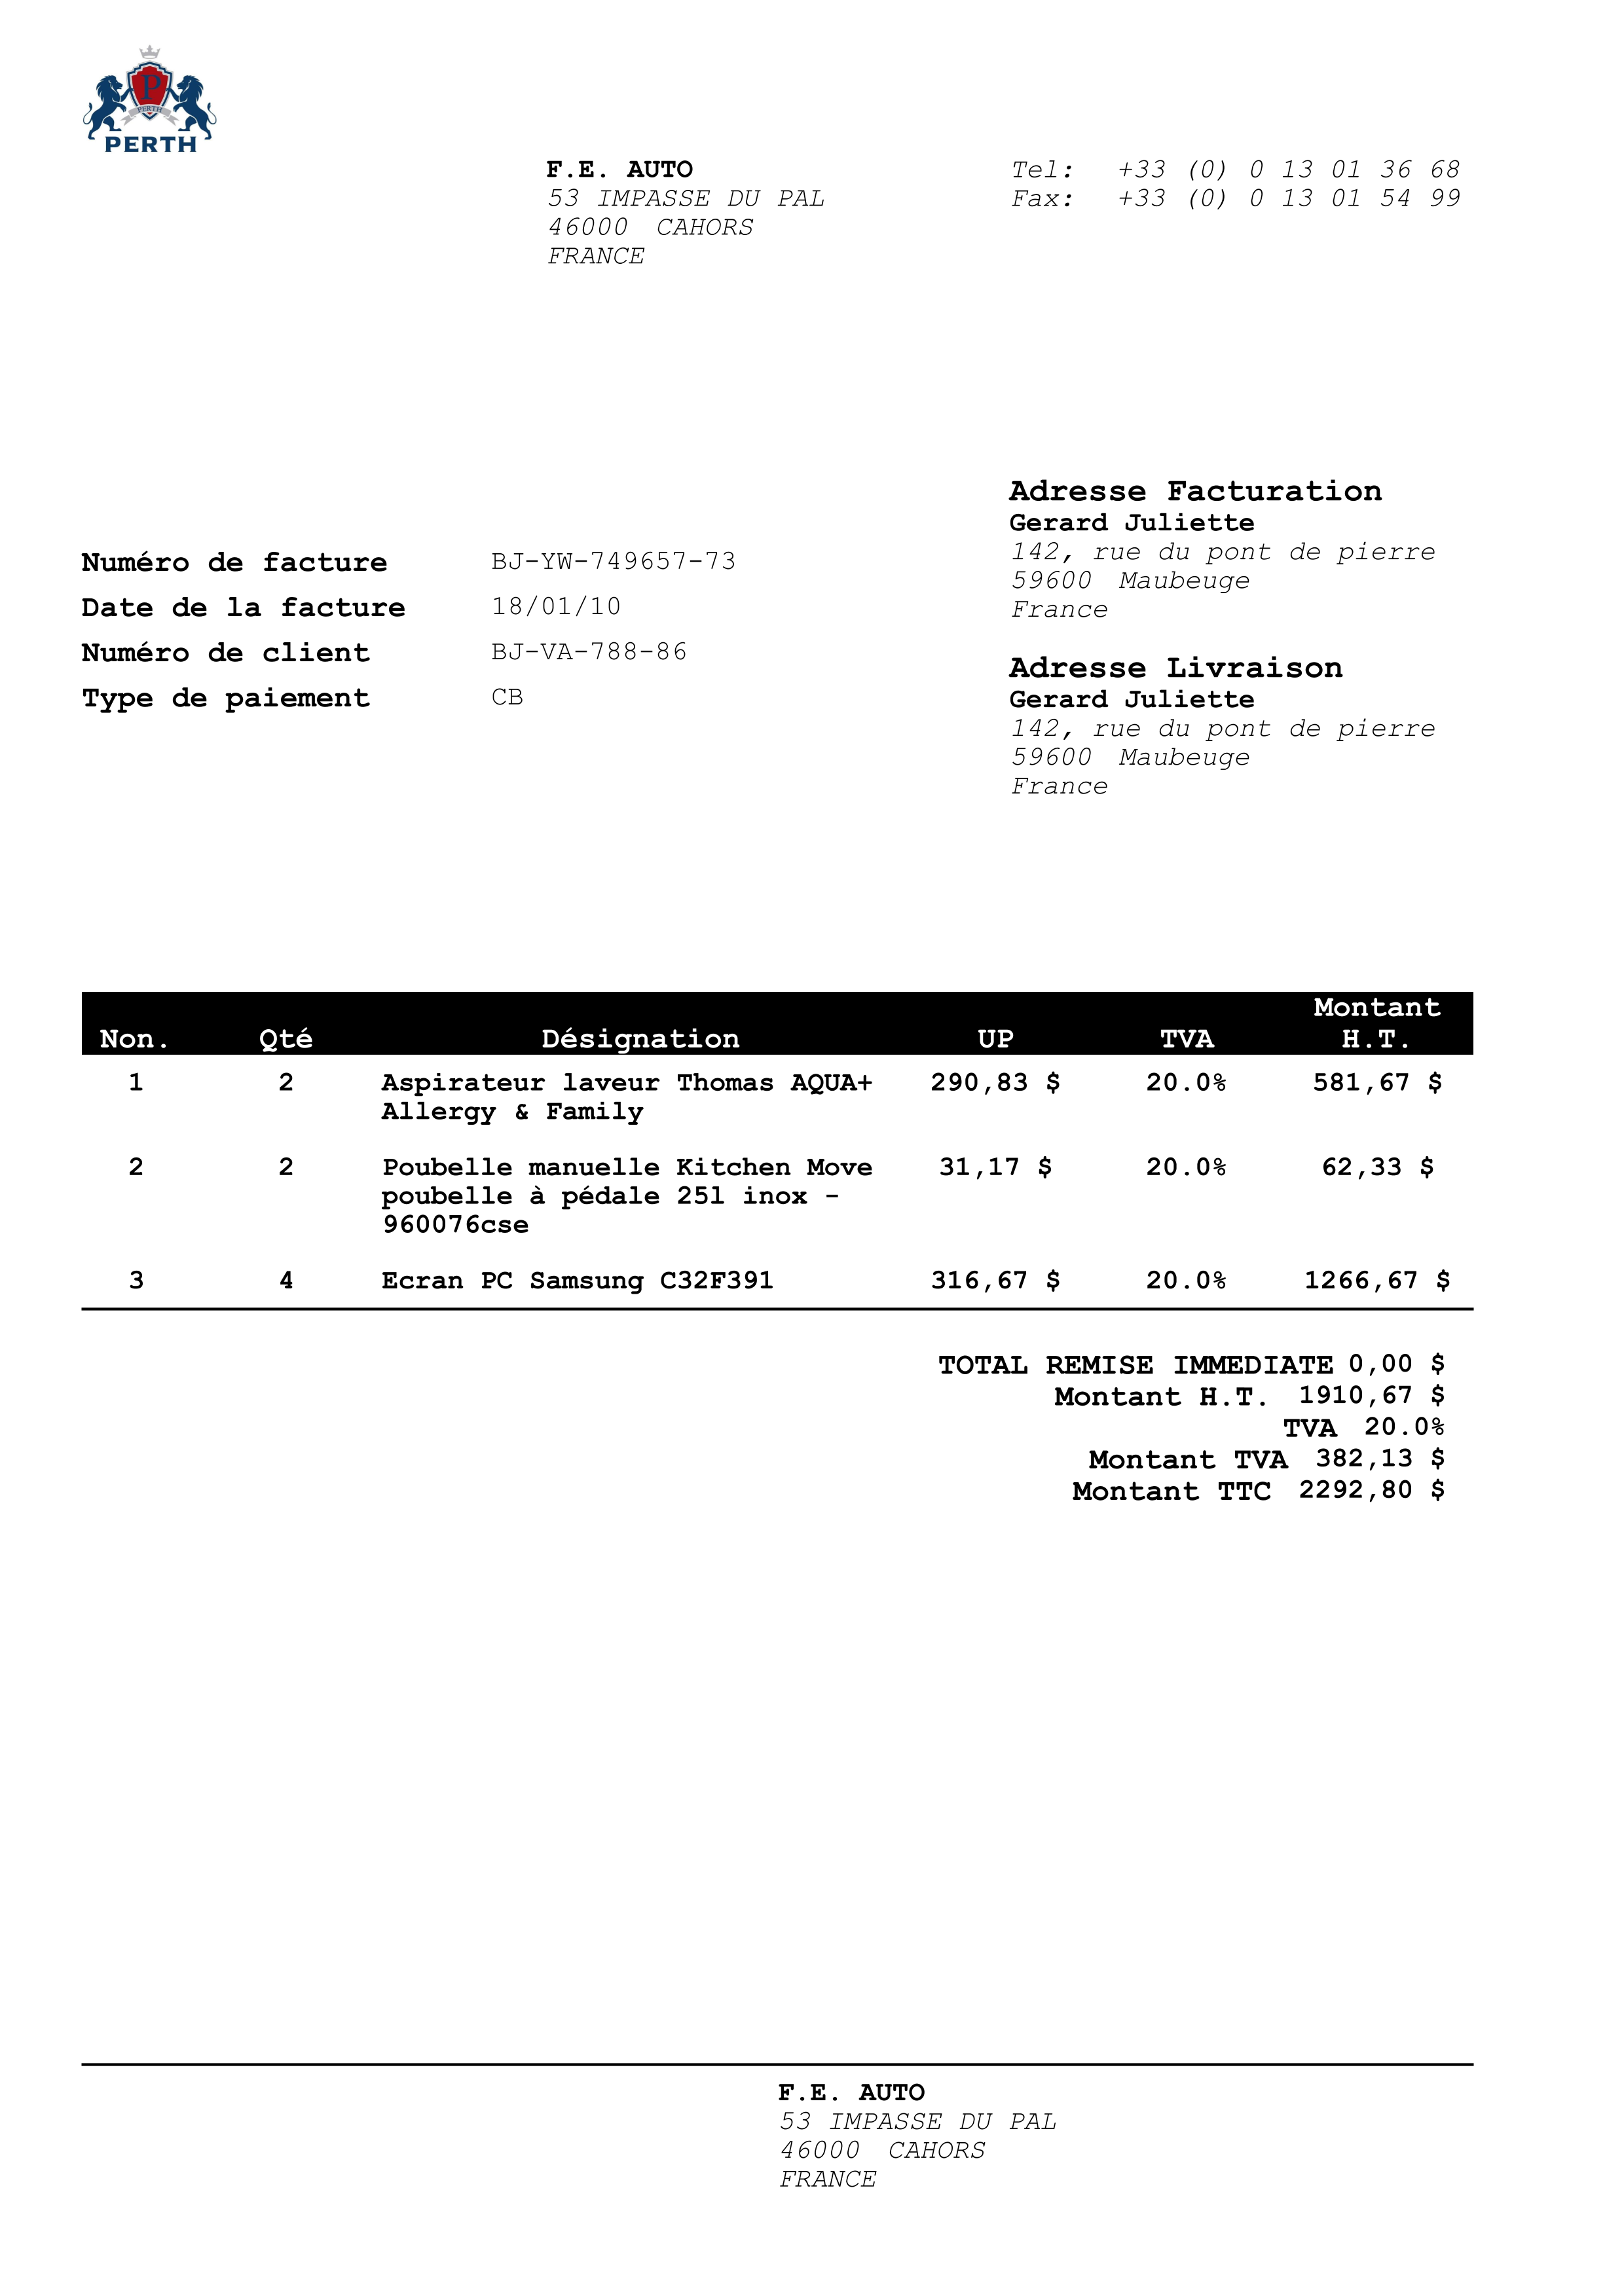 P
PERTH
PERTH
F.E. AUTO
53 IMPASSE DU PAL
46000 CAHORS
FRANCE
Tel: +33 (0) 0 13 01 36 68
Fax: +33 (0) 0 13 01 54 99
Numéro de facture BJ-YW-749657-73
Date de la facture 18/01/10
Numéro de client BJ-VA-788-86
Type de paiement CB
Adresse Facturation
Gerard Juliette
142, rue du pont de pierre
59600 Maubeuge
France
Adresse Livraison
Gerard Juliette
142, rue du pont de pierre
59600 Maubeuge
France
Non. Qté Désignation UP TVA Montant H.T.
1 2 Aspirateur laveur Thomas AQUA+ 290,83 $ 20.0% 581,67 $
Allergy & Family
2 2 Poubelle manuelle Kitchen Move 31,17 $ 20.0% 62,33 $
poubelle à pédale 25l inox -
960076cse
3 4 Ecran PC Samsung C32F391 316,67 $ 20.0% 1266,67 $
TOTAL REMISE IMMEDIATE 0,00 $
Montant H.T. 1910,67 $
TVA 20.0%
Montant TVA 382,13 $
Montant TTC 2292,80 $
F.E. AUTO
53 IMPASSE DU PAL
46000 CAHORS
FRANCE